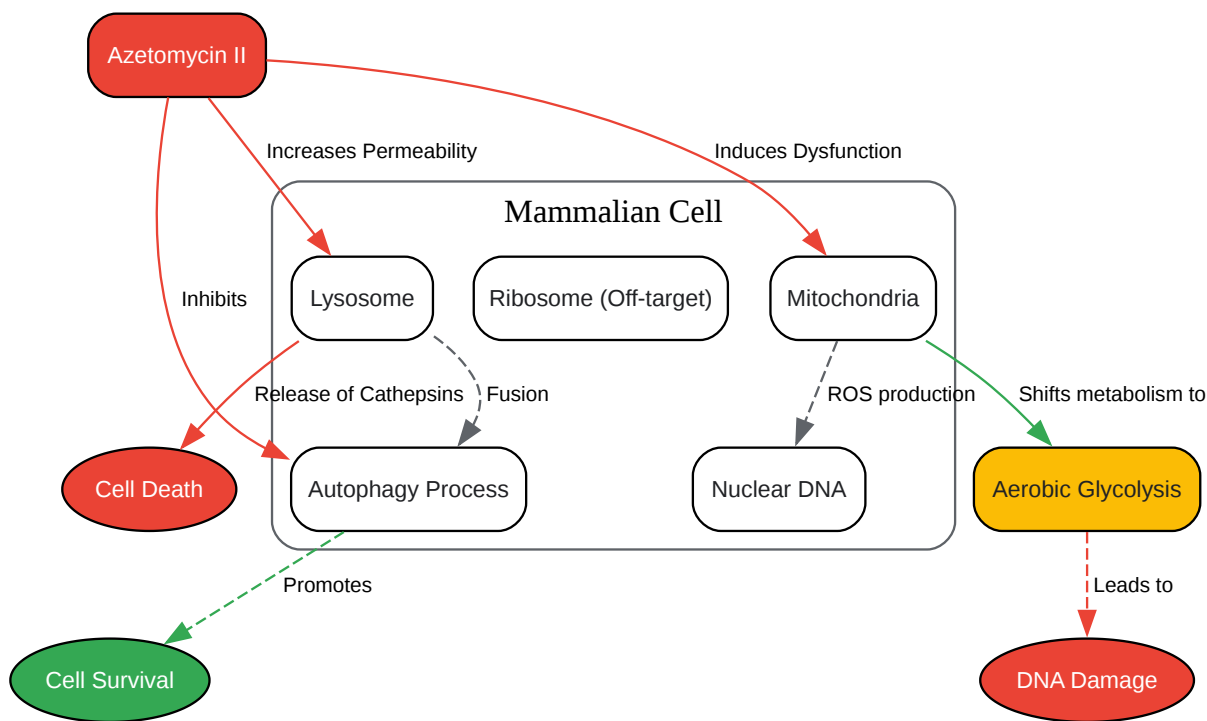 Azetomycin II
Increases Permeability
Induces Dysfunction
Mammalian Cell
Inhibits
Lysosome
Ribosome (Off-target)
Mitochondria
Release of Cathepsins
Fusion
ROS production
Shifts metabolism to
Cell Death
Autophagy Process
Nuclear DNA
Aerobic Glycolysis
Promotes
Leads to
Cell Survival
DNA Damage